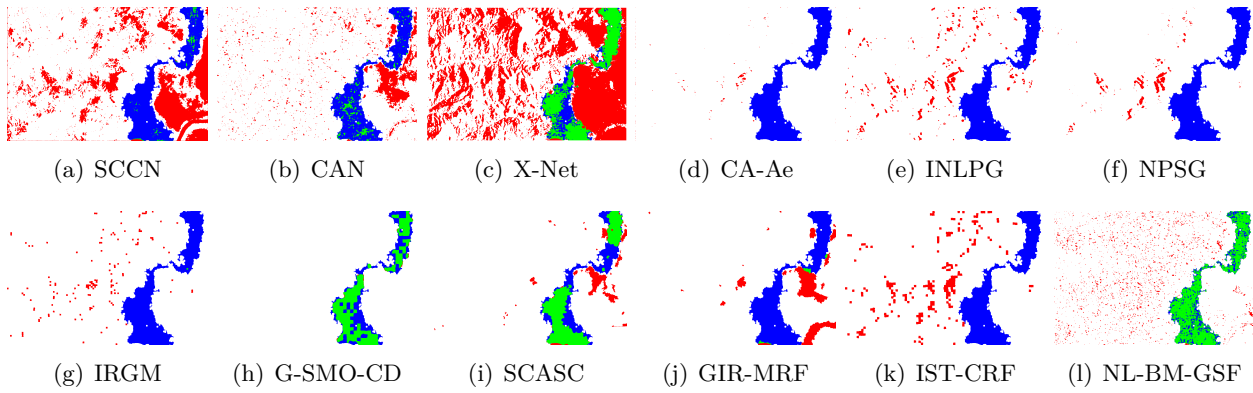 (a) SCCN (b) CAN (c) X-Net (d) CA-Ae (e) INLPG (f) NPSG
(g) IRGM (h) G-SMO-CD (i) SCASC (j) GIR-MRF (k) IST-CRF (l) NL-BM-GSF